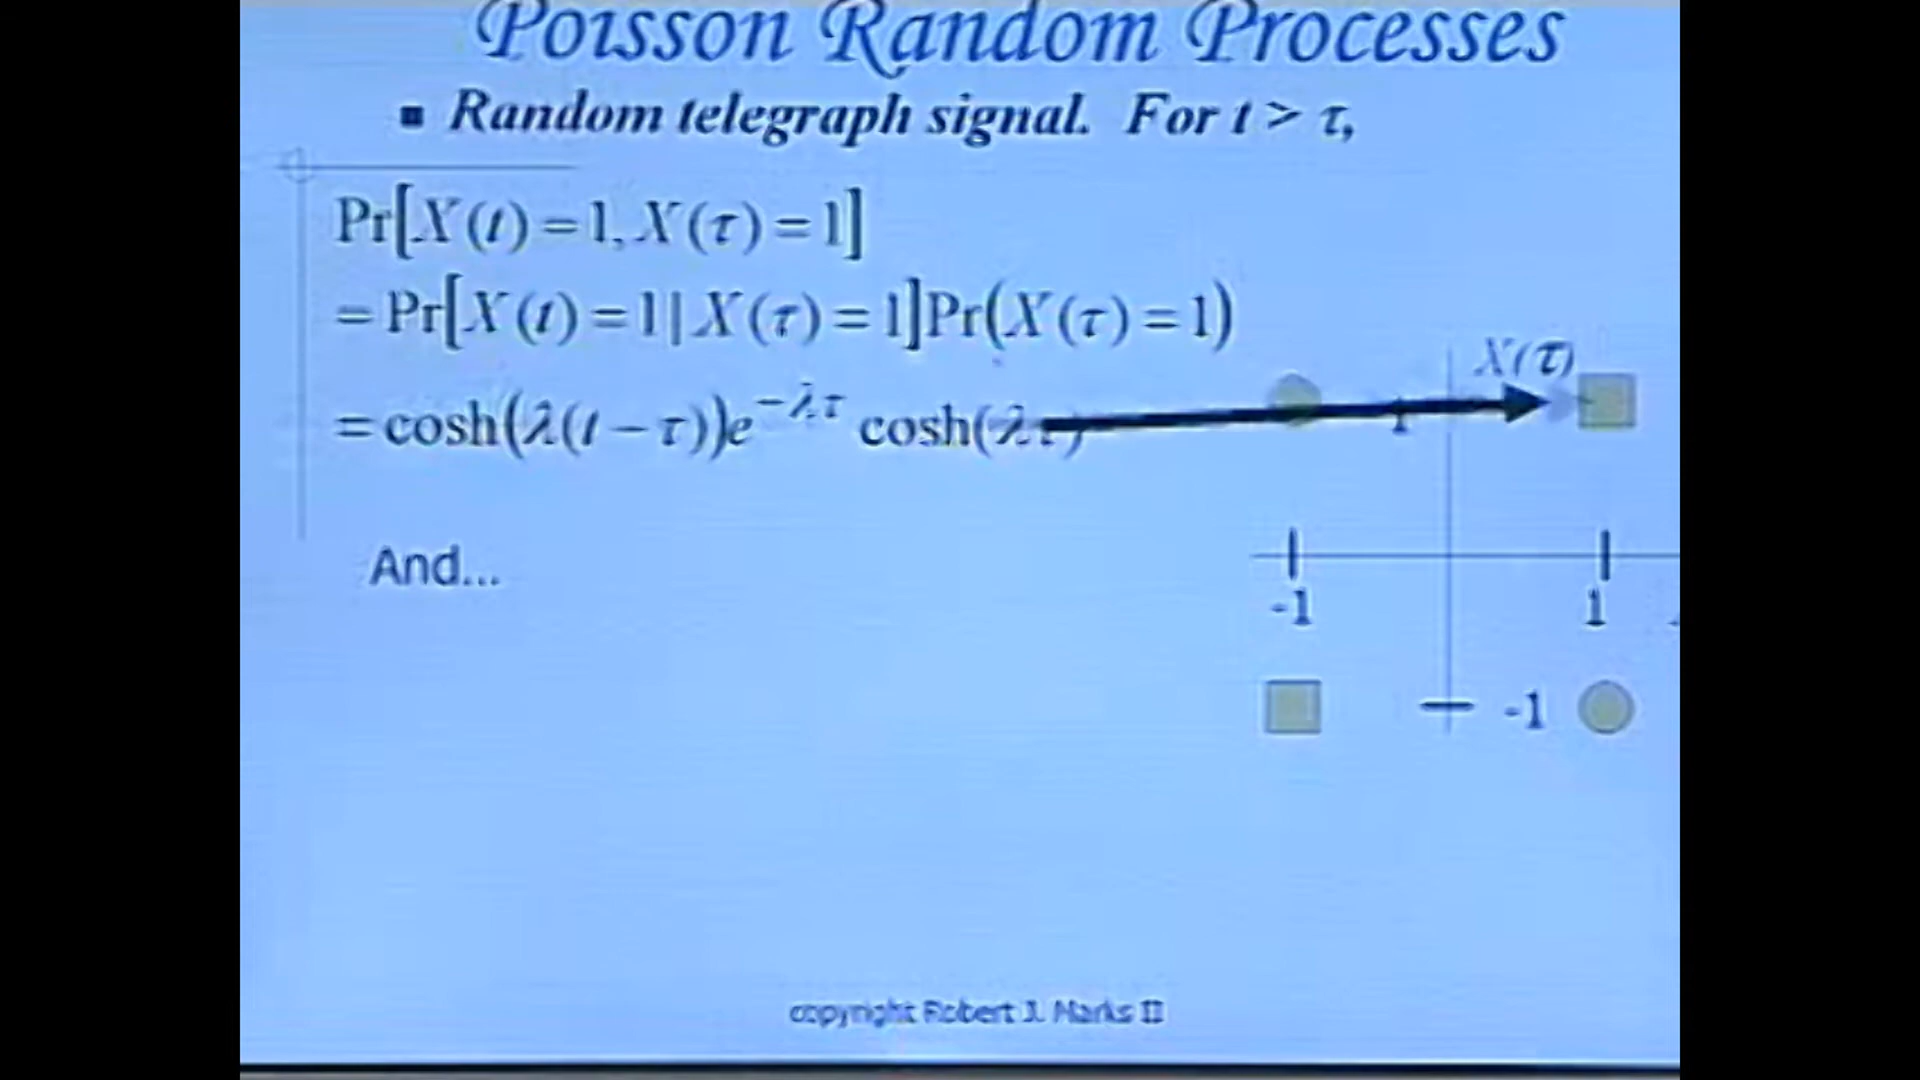 Poisson Random Processes
▪ Random telegraph signal. For t > τ,
Pr[X(t)=1, X(τ)=1]
= Pr[X(t)=1 | X(τ)=1]Pr(X(τ)=1)
= cosh(λ(t−τ))e^{−λτ} cosh(λτ)
X(τ)
1
And...
-1
1
-1
copyright Robert J. Marks II